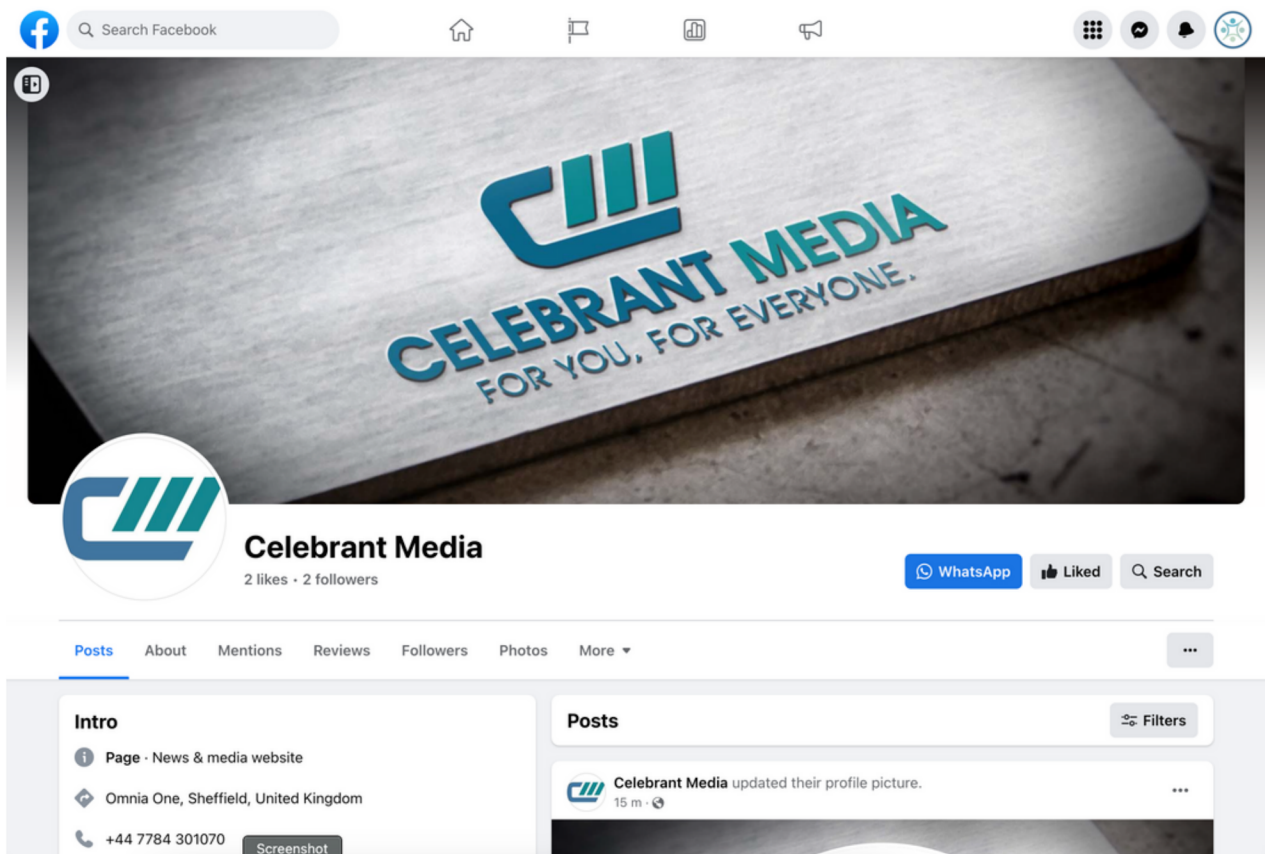 Search Facebook
CELEBRANT MEDIA
FOR YOU, FOR EVERYONE.
Celebrant Media
2 likes · 2 followers
WhatsApp
Liked
Search
Posts
About
Mentions
Reviews
Followers
Photos
More
Intro
Page · News & media website
Omnia One, Sheffield, United Kingdom
+44 7784 301070
Screenshot
Posts
Filters
Celebrant Media updated their profile picture.
15 m ·